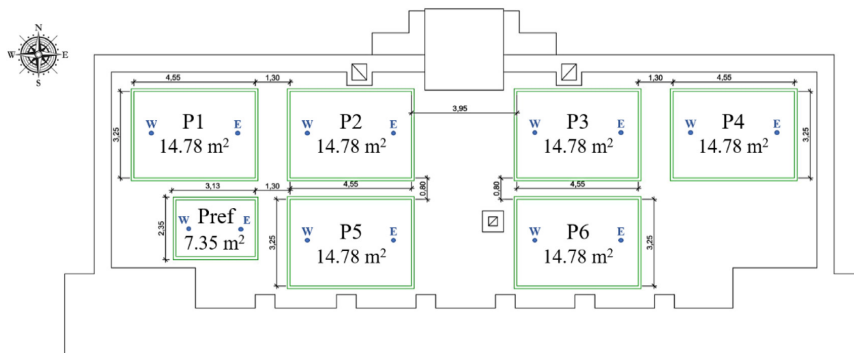 N
W E
S
4,55 1,30 1,30 4,55
3,25
P1
14.78 m²
W E
P2
14.78 m²
W E
3,95
P3
14.78 m²
W E
P4
14.78 m²
W E
3,25
3,13 1,30 4,55 0,80 0,80 4,55
2,35
Pref
7.35 m²
W E
3,25
P5
14.78 m²
W E
P6
14.78 m²
W E
3,25